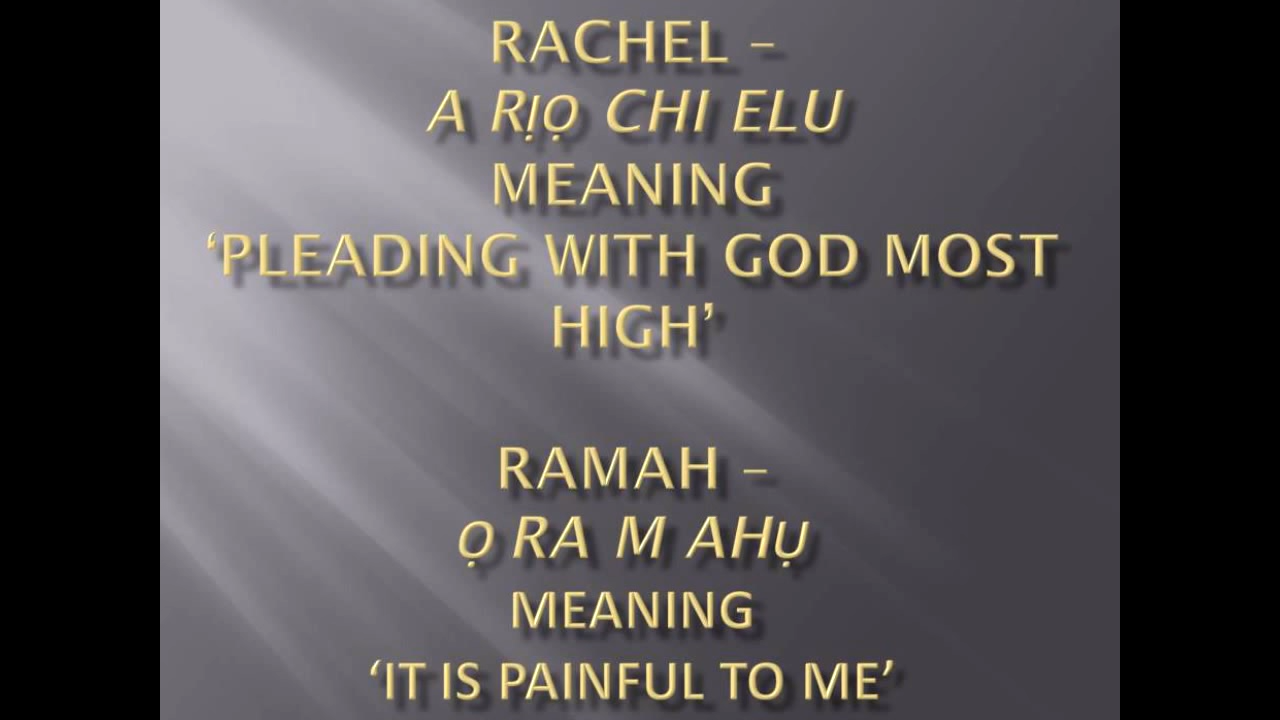 RACHEL –
A RỊỌ CHI ELU
MEANING
‘PLEADING WITH GOD MOST
HIGH’
RAMAH –
Ọ RA M AHỤ
MEANING
‘IT IS PAINFUL TO ME’